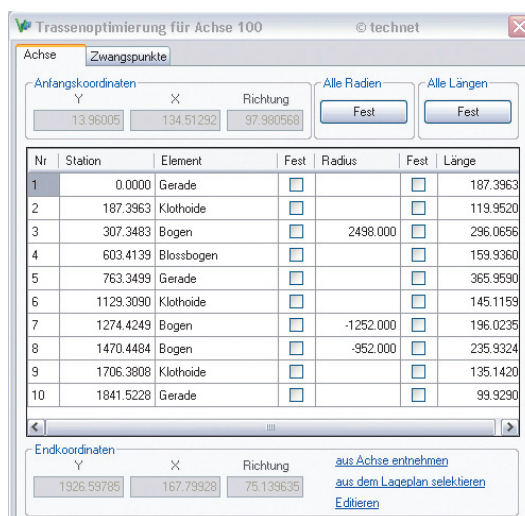 Trassenoptimierung für Achse 100 © technet
Achse Zwangspunkte
Anfangskoordinaten Alle Radien Alle Längen
Y X Richtung
13.96005 134.51292 97.980568 Fest Fest
Nr Station Element Fest Radius Fest Länge
1 0.0000 Gerade 187.3963
2 187.3963 Klothoide 119.9520
3 307.3483 Bogen 2498.000 296.0656
4 603.4139 Blossbogen 159.9360
5 763.3499 Gerade 365.9590
6 1129.3090 Klothoide 145.1159
7 1274.4249 Bogen -1252.000 196.0235
8 1470.4484 Bogen -952.000 235.9324
9 1706.3808 Klothoide 135.1420
10 1841.5228 Gerade 99.9290
Endkoordinaten
Y X Richtung aus Achse entnehmen
1926.59785 167.79928 75.139635 aus dem Lageplan selektieren
Editieren